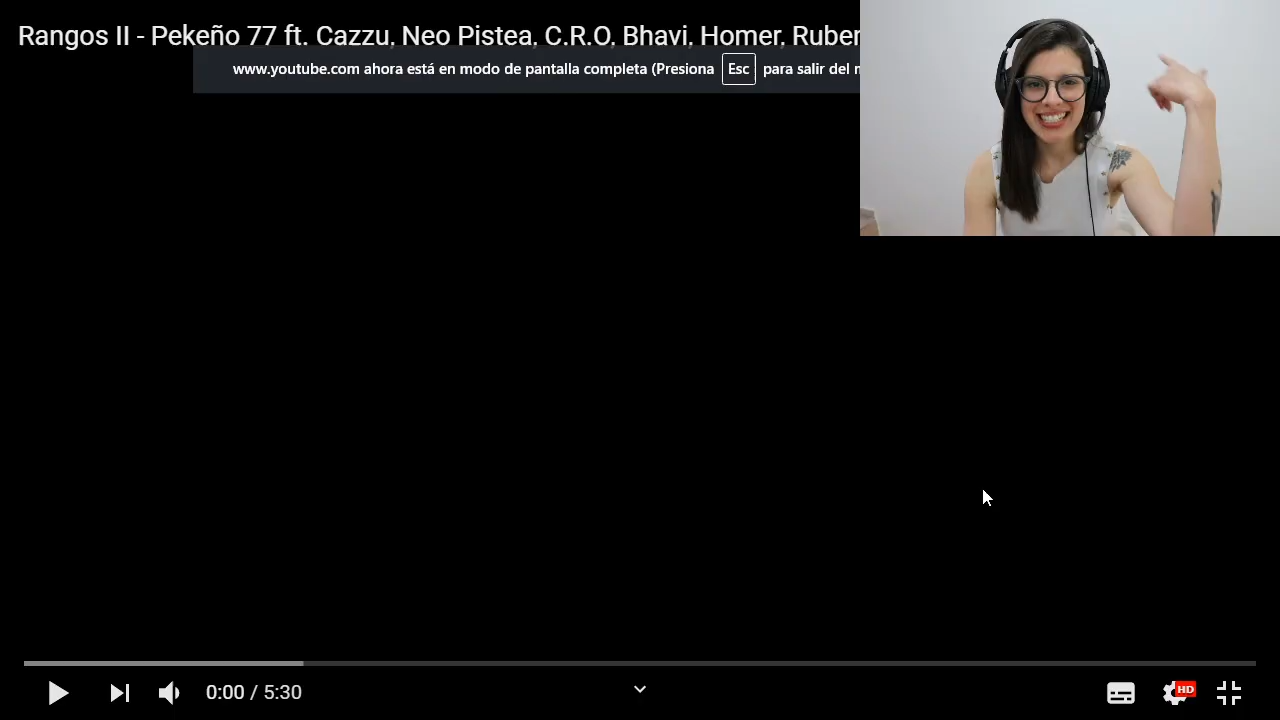 Rangos II - Pekeño 77 ft. Cazzu, Neo Pistea, C.R.O, Bhavi, Homer, Ruben
www.youtube.com ahora está en modo de pantalla completa (Presiona Esc para salir del
0:00 / 5:30
HD